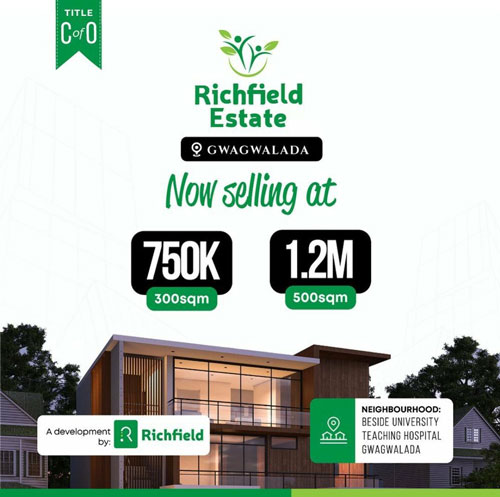 TITLE
C of O
Richfield
Estate
GWAGWALADA
Now selling at
750K
300sqm
1.2M
500sqm
A development
by:
Richfield
NEIGHBOURHOOD:
BESIDE UNIVERSITY
TEACHING HOSPITAL
GWAGWALADA